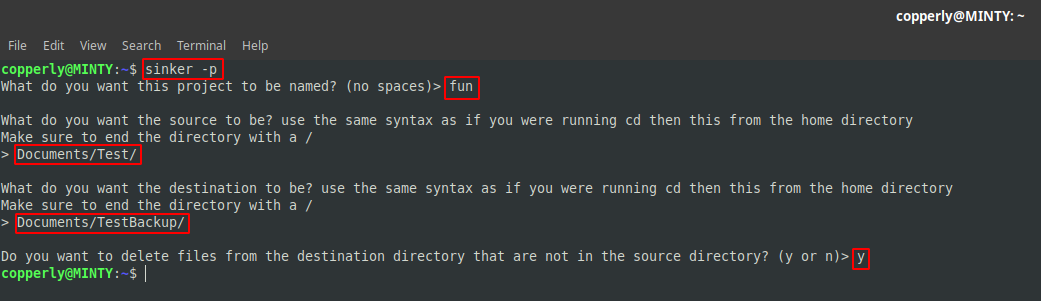 copperly@MINTY: ~
File Edit View Search Terminal Help
copperly@MINTY:~$ sinker -p
What do you want this project to be named? (no spaces)> fun
What do you want the source to be? use the same syntax as if you were running cd then this from the home directory
Make sure to end the directory with a /
> Documents/Test/
What do you want the destination to be? use the same syntax as if you were running cd then this from the home directory
Make sure to end the directory with a /
> Documents/TestBackup/
Do you want to delete files from the destination directory that are not in the source directory? (y or n)> y
copperly@MINTY:~$